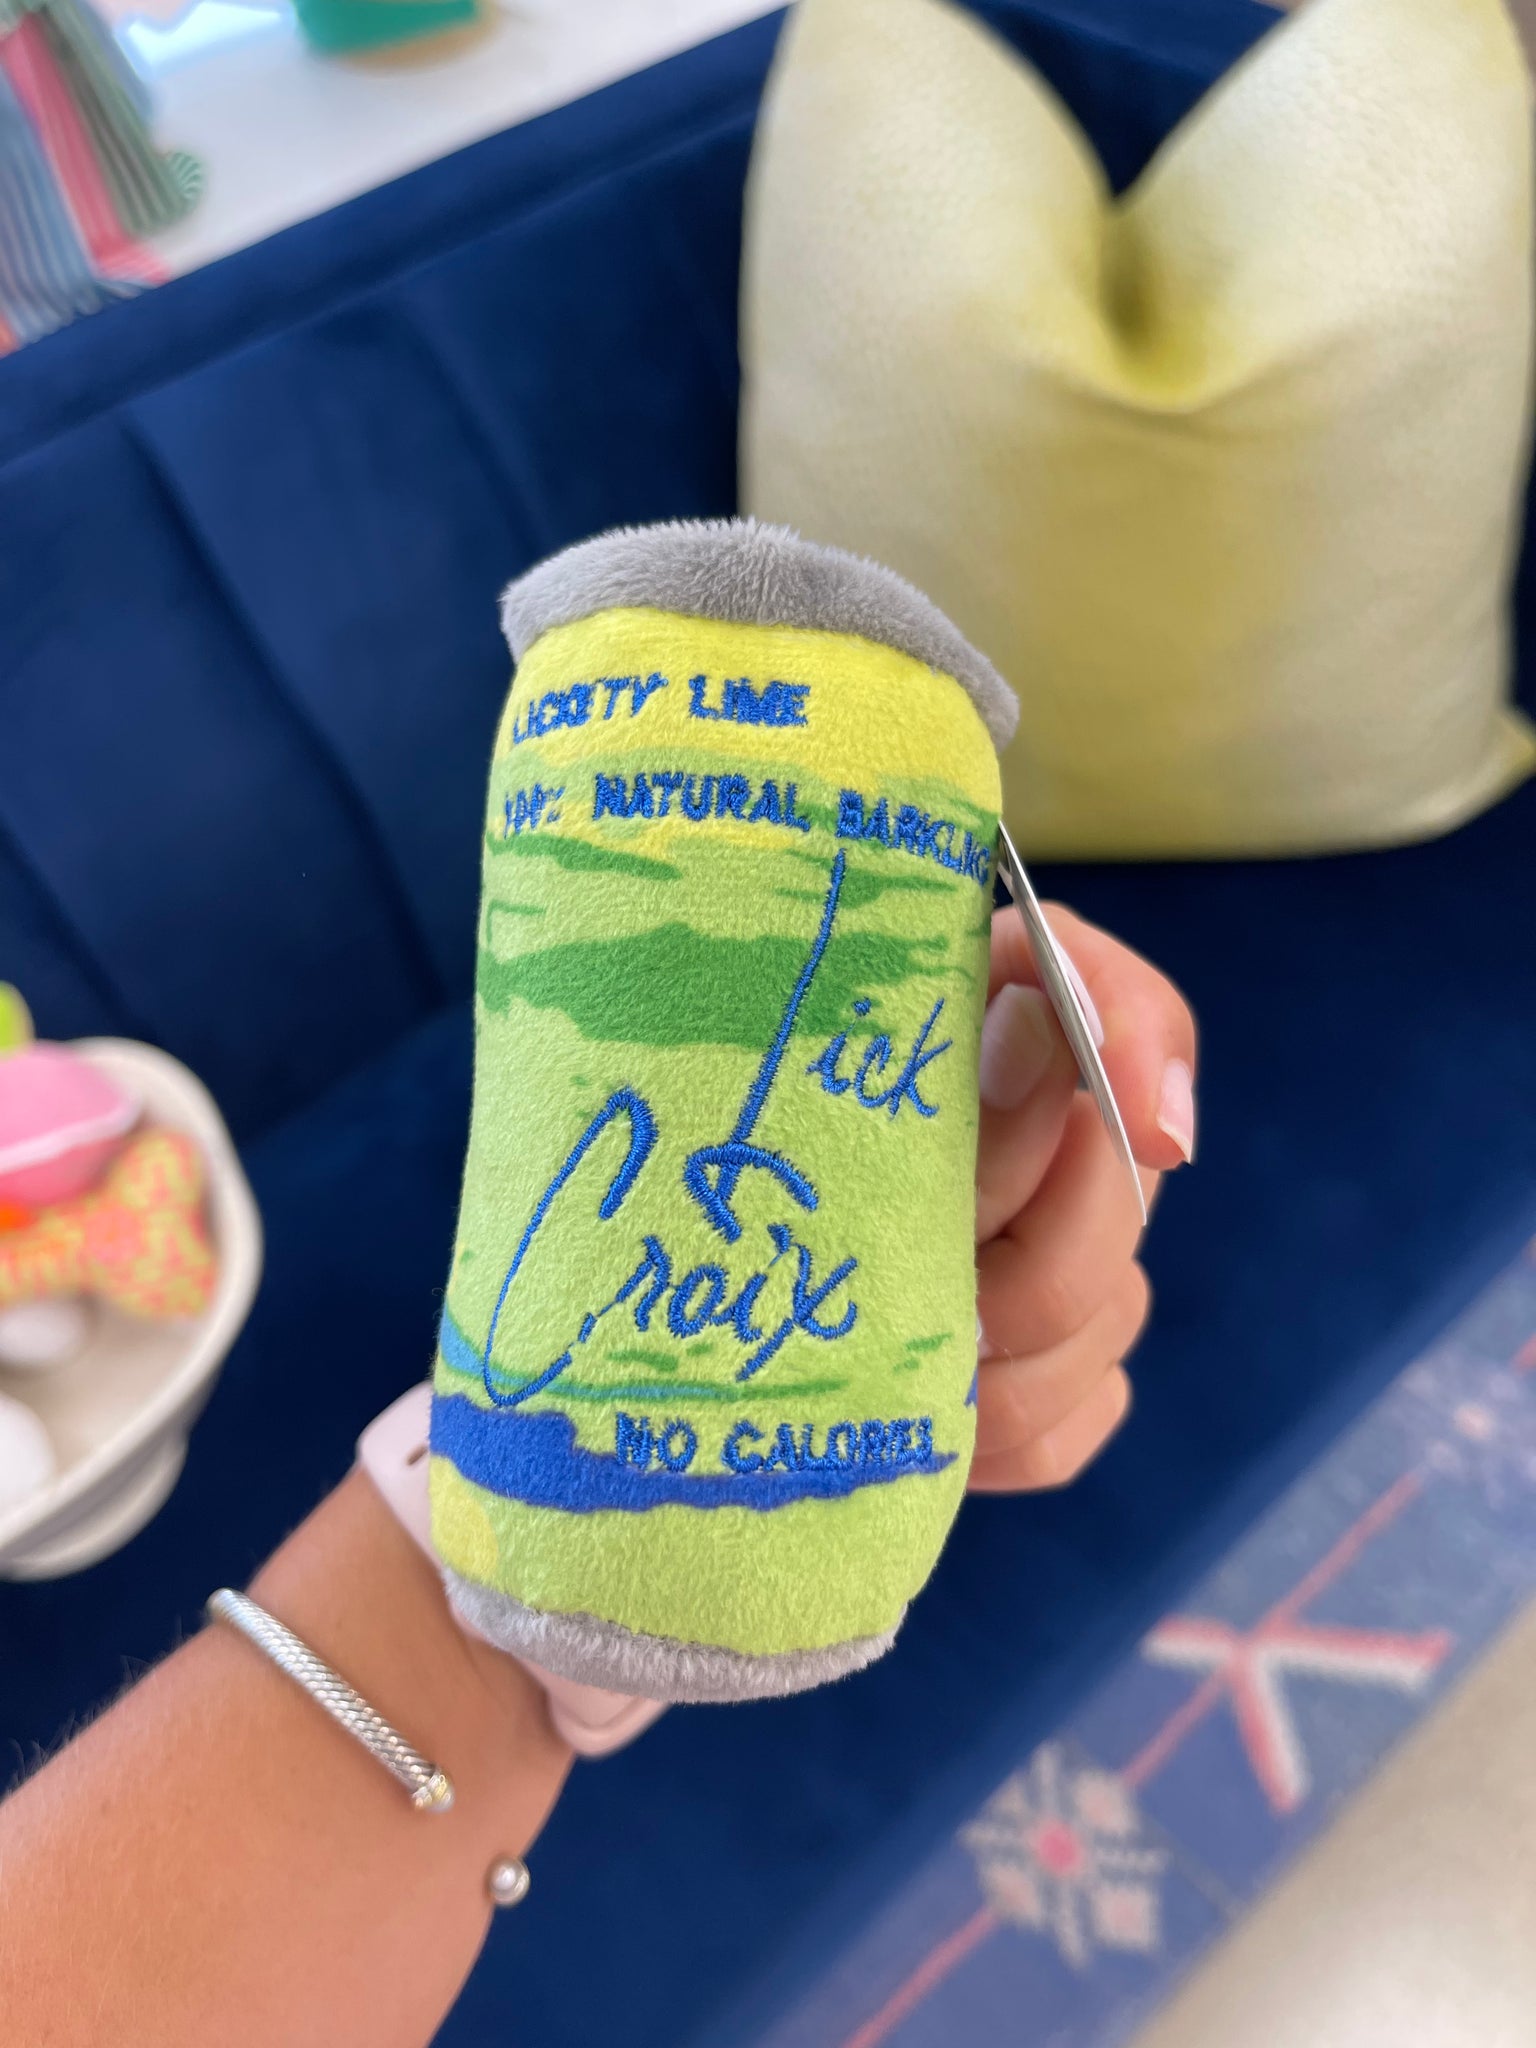 LICKETY LIME
100% NATURAL BARKLING
Lick
Croix
NO CALORIES